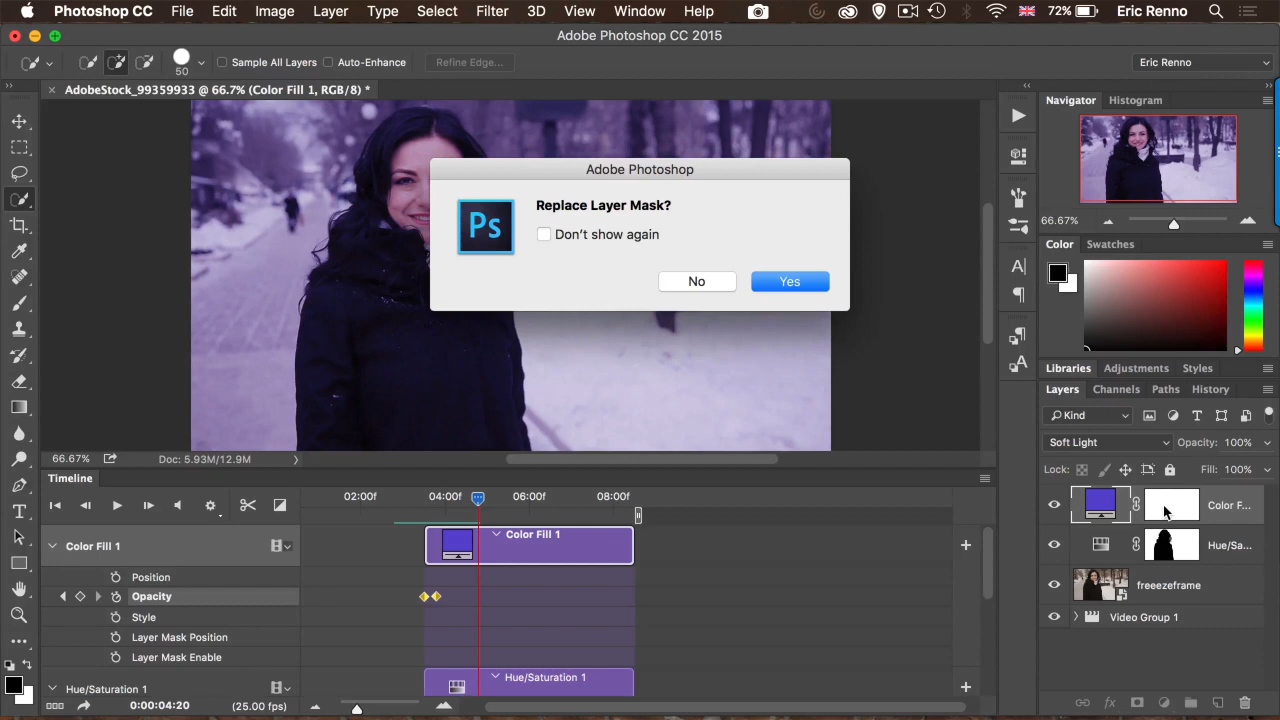 Photoshop CC File Edit Image Layer Type Select Filter 3D View Window Help 72% Eric Renno
Adobe Photoshop CC 2015
50 Sample All Layers Auto-Enhance Refine Edge... Eric Renno
AdobeStock_99359933 @ 66.7% (Color Fill 1, RGB/8) *
Navigator Histogram
Adobe Photoshop
Replace Layer Mask?
Ps
Don't show again
No Yes
66.67%
Color Swatches
Libraries Adjustments Styles
Layers Channels Paths History
Kind
Soft Light Opacity: 100%
Lock: Fill: 100%
Color F...
Hue/Sa...
freeezeframe
Video Group 1
66.67% Doc: 5.93M/12.9M
Timeline
02:00f 04:00f 06:00f 08:00f
Color Fill 1 Color Fill 1
Position
Opacity
Style
Layer Mask Position
Layer Mask Enable
Hue/Saturation 1 Hue/Saturation 1
0:00:04:20 (25.00 fps)